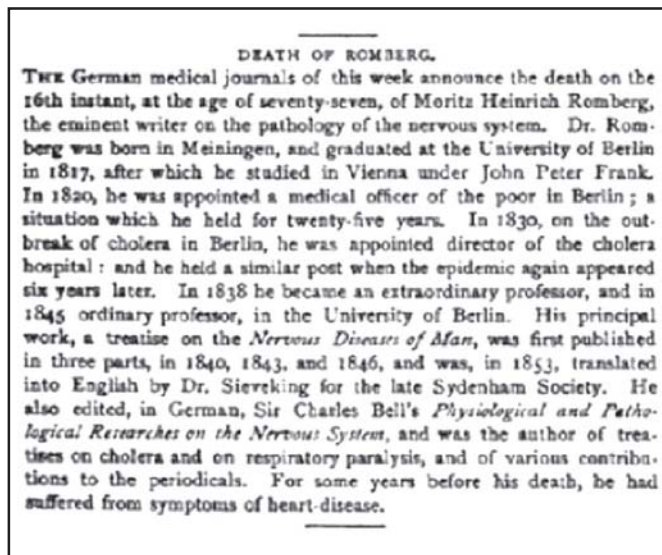 DEATH OF ROMBERG.
THE German medical journals of this week announce the death on the
16th instant, at the age of seventy-seven, of Moritz Heinrich Romberg,
the eminent writer on the pathology of the nervous system. Dr. Rom-
berg was born in Meiningen, and graduated at the University of Berlin
in 1817, after which he studied in Vienna under John Peter Frank.
In 1820, he was appointed a medical officer of the poor in Berlin; a
situation which he held for twenty-five years. In 1830, on the out-
break of cholera in Berlin, he was appointed director of the cholera
hospital: and he held a similar post when the epidemic again appeared
six years later. In 1838 he became an extraordinary professor, and in
1845 ordinary professor, in the University of Berlin. His principal
work, a treatise on the Nervous Diseases of Man, was first published
in three parts, in 1840, 1843, and 1846, and was, in 1853, translated
into English by Dr. Sieveking for the late Sydenham Society. He
also edited, in German, Sir Charles Bell's Physiological and Patho-
logical Researches on the Nervous System, and was the author of trea-
tises on cholera and on respiratory paralysis, and of various contribu-
tions to the periodicals. For some years before his death, he had
suffered from symptoms of heart-disease.